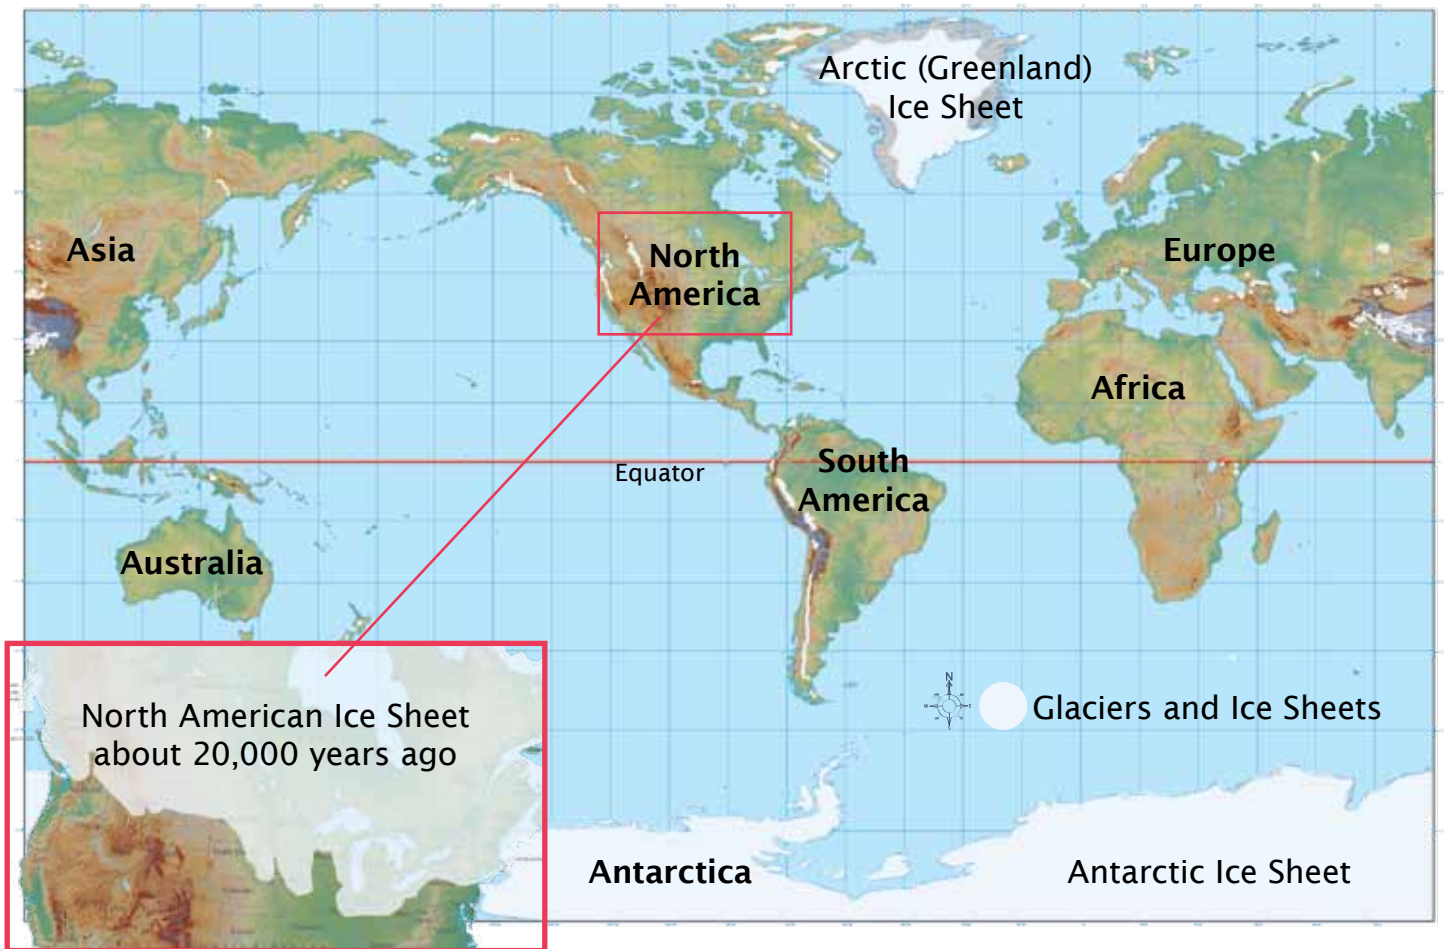 Arctic (Greenland)
Ice Sheet
Asia
North
America
Europe
Africa
Equator
South
America
Australia
N
W
E
S
Glaciers and Ice Sheets
North American Ice Sheet
about 20,000 years ago
Antarctica
Antarctic Ice Sheet